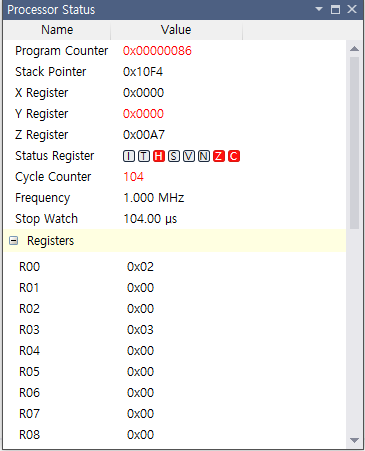 Processor Status
Name Value
Program Counter 0x00000086
Stack Pointer 0x10F4
X Register 0x0000
Y Register 0x0000
Z Register 0x00A7
Status Register I T H S V N Z C
Cycle Counter 104
Frequency 1.000 MHz
Stop Watch 104.00 µs
Registers
R00 0x02
R01 0x00
R02 0x00
R03 0x03
R04 0x00
R05 0x00
R06 0x00
R07 0x00
R08 0x00